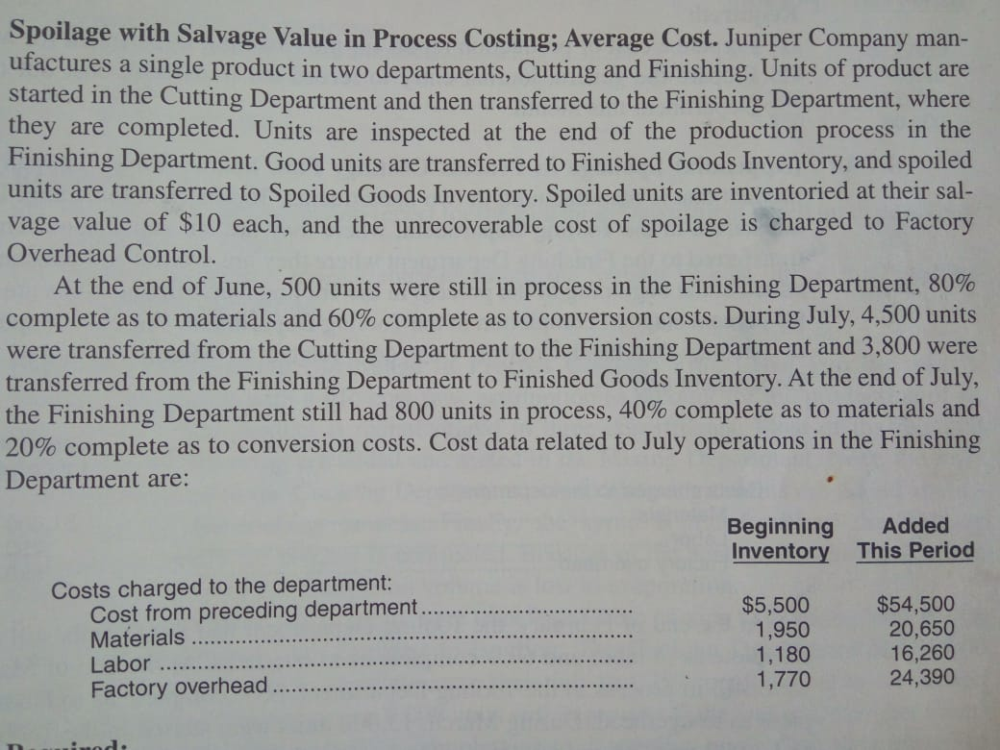 Spoilage with Salvage Value in Process Costing; Average Cost. Juniper Company man-
ufactures a single product in two departments, Cutting and Finishing. Units of product are
started in the Cutting Department and then transferred to the Finishing Department, where
they are completed. Units are inspected at the end of the production process in the
Finishing Department. Good units are transferred to Finished Goods Inventory, and spoiled
units are transferred to Spoiled Goods Inventory. Spoiled units are inventoried at their sal-
vage value of $10 each, and the unrecoverable cost of spoilage is charged to Factory
Overhead Control.
At the end of June, 500 units were still in process in the Finishing Department, 80%
complete as to materials and 60% complete as to conversion costs. During July, 4,500 units
were transferred from the Cutting Department to the Finishing Department and 3,800 were
transferred from the Finishing Department to Finished Goods Inventory. At the end of July,
the Finishing Department still had 800 units in process, 40% complete as to materials and
20% complete as to conversion costs. Cost data related to July operations in the Finishing
Department are:
Beginning Added
Inventory This Period
Costs charged to the department:
Cost from preceding department ........ $5,500 $54,500
Materials ........ 1,950 20,650
Labor ........ 1,180 16,260
Factory overhead ........ 1,770 24,390